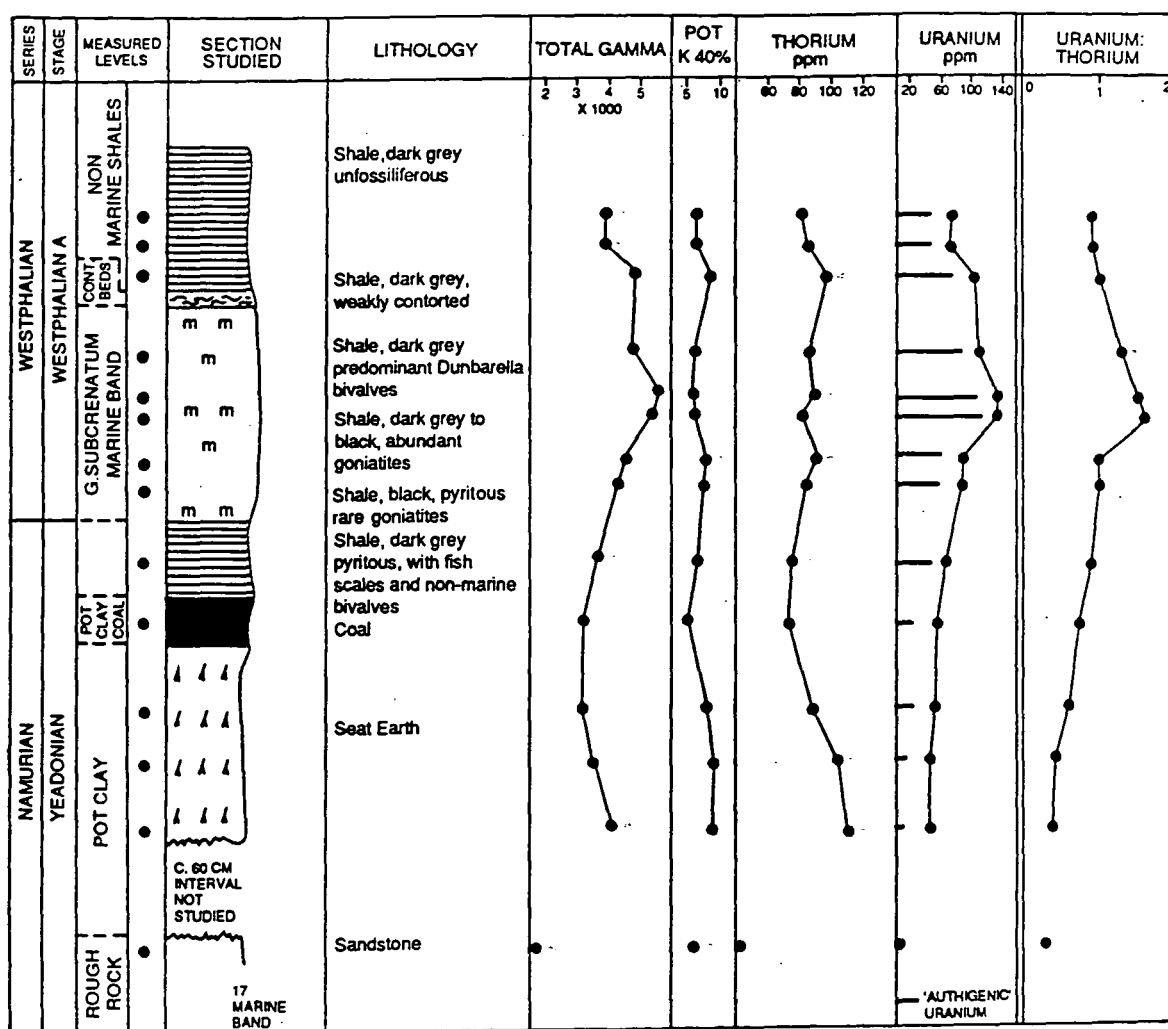 SERIES
STAGE
MEASURED
LEVELS
SECTION
STUDIED
LITHOLOGY
TOTAL GAMMA
POT
K 40%
THORIUM
ppm
URANIUM
ppm
URANIUM:
THORIUM
2 3 4 5
X 1000
5 10
60 80 100 120
20 60 100 140
0 1 2
WESTPHALIAN
NAMURIAN
WESTPHALIAN A
YEADONIAN
NON
MARINE SHALES
CONT.
BEDS
G.SUBCRENATUM
MARINE BAND
POT
CLAY
COAL
POT CLAY
ROUGH
ROCK
m m
m
m m
m
m m
C. 60 CM
INTERVAL
NOT
STUDIED
17
MARINE
BAND
Shale, dark grey
unfossiliferous
Shale, dark grey,
weakly contorted
Shale, dark grey
predominant Dunbarella
bivalves
Shale, dark grey to
black, abundant
goniatites
Shale, black, pyritous
rare goniatites
Shale, dark grey
pyritous, with fish
scales and non-marine
bivalves
Coal
Seat Earth
Sandstone
'AUTHIGENIC'
URANIUM